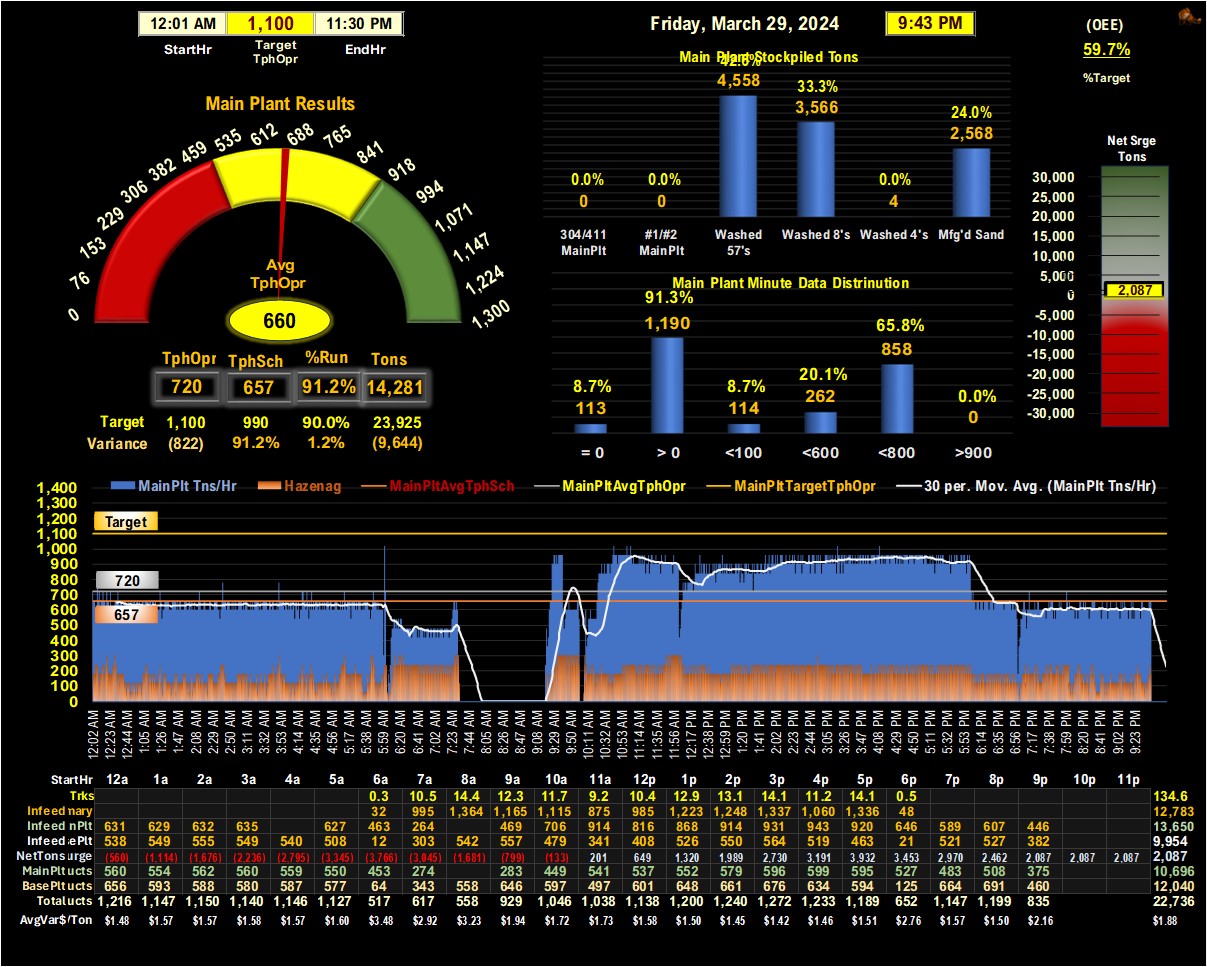 12:01 AM 1,100 11:30 PM
StartHr Target TphOpr EndHr
Friday, March 29, 2024 9:43 PM
(OEE)
59.7%
%Target
Main Plant Results
0 76 153 229 306 382 459 535 612 688 765 841 918 994 1,071 1,147 1,224 1,300
Avg
TphOpr
660
TphOpr TphSch %Run Tons
720 657 91.2% 14,281
Target 1,100 990 90.0% 23,925
Variance (822) 91.2% 1.2% (9,644)
Main Plant Stockpiled Tons
0.0% 0.0% 42.6% 33.3% 0.0% 24.0%
0 0 4,558 3,566 4 2,568
304/411 MainPlt #1/#2 MainPlt Washed 57's Washed 8's Washed 4's Mfg'd Sand
Main Plant Minute Data Distrinution
8.7% 91.3% 8.7% 20.1% 65.8% 0.0%
113 1,190 114 262 858 0
= 0 > 0 <100 <600 <800 >900
Net Srge
Tons
30,000
25,000
20,000
15,000
10,000
5,000
0
-5,000
-10,000
-15,000
-20,000
-25,000
-30,000
2,087
MainPlt Tns/Hr Hazenag MainPltAvgTphSch MainPltAvgTphOpr MainPltTargetTphOpr 30 per. Mov. Avg. (MainPlt Tns/Hr)
1,400
1,300
1,200
1,100
1,000
900
800
700
600
500
400
300
200
100
0
Target
720
657
12:02 AM 12:23 AM 12:44 AM 1:05 AM 1:26 AM 1:47 AM 2:08 AM 2:29 AM 2:50 AM 3:11 AM 3:32 AM 3:53 AM 4:14 AM 4:35 AM 4:56 AM 5:17 AM 5:38 AM 5:59 AM 6:20 AM 6:41 AM 7:02 AM 7:23 AM 8:05 AM 8:26 AM 8:47 AM 9:08 AM 9:29 AM 9:50 AM 10:11 AM 10:32 AM 10:53 AM 11:14 AM 11:35 AM 11:56 AM 12:17 PM 12:38 PM 12:59 PM 1:20 PM 1:41 PM 2:02 PM 2:23 PM 2:44 PM 3:05 PM 3:26 PM 3:47 PM 4:08 PM 4:29 PM 4:50 PM 5:11 PM 5:32 PM 5:53 PM 6:14 PM 6:35 PM 6:56 PM 7:17 PM 7:38 PM 7:59 PM 8:20 PM 8:41 PM 9:02 PM 9:23 PM
StartHr 12a 1a 2a 3a 4a 5a 6a 7a 8a 9a 10a 11a 12p 1p 2p 3p 4p 5p 6p 7p 8p 9p 10p 11p
Trks 0.3 10.5 14.4 12.3 11.7 9.2 10.4 12.9 13.1 14.1 11.2 14.1 0.5 134.6
Infeed nary 32 995 1,364 1,165 1,115 875 985 1,223 1,248 1,337 1,060 1,336 48 12,783
Infeed nPlt 631 629 632 635 627 463 264 469 706 914 816 868 914 931 943 920 646 589 607 446 13,650
Infeed ePlt 538 549 555 549 540 508 12 303 542 557 479 341 408 526 550 564 519 463 21 521 527 382 9,954
NetTons urge (560) (1,114) (1,676) (2,236) (2,795) (3,345) (3,766) (3,045) (1,681) (799) (133) 201 649 1,320 1,989 2,730 3,191 3,932 3,453 2,970 2,462 2,087 2,087 2,087 2,087
MainPlt ucts 560 554 562 560 559 550 453 274 283 449 541 537 552 579 596 599 595 527 483 508 375 10,696
BasePlt ucts 656 593 588 580 587 577 64 343 558 646 597 497 601 648 661 676 634 594 125 664 691 460 12,040
Total ucts 1,216 1,147 1,150 1,140 1,146 1,127 517 617 558 929 1,046 1,038 1,138 1,200 1,240 1,272 1,233 1,189 652 1,147 1,199 835 22,736
AvgVar$/Ton $1.48 $1.57 $1.57 $1.58 $1.57 $1.60 $3.48 $2.92 $3.23 $1.94 $1.72 $1.73 $1.58 $1.50 $1.45 $1.42 $1.46 $1.51 $2.76 $1.57 $1.50 $2.16 $1.88